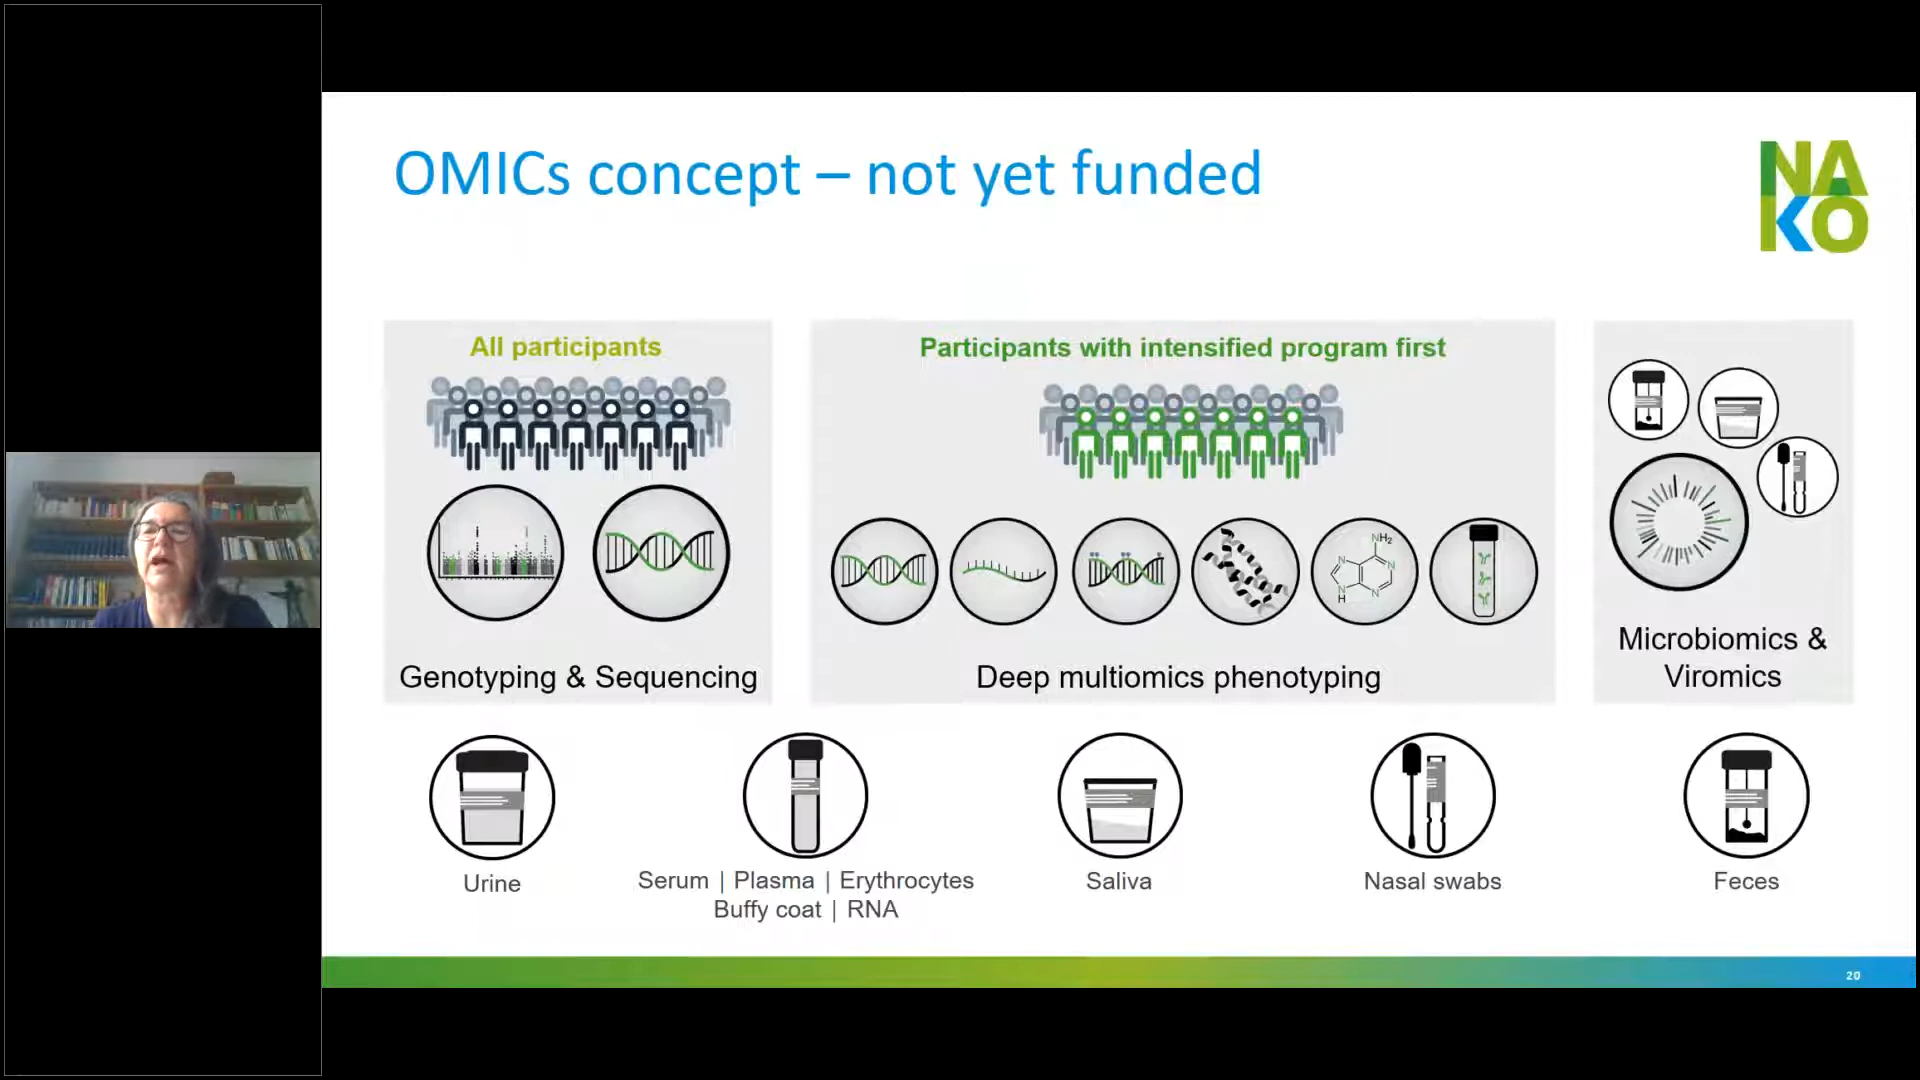 OMICs concept – not yet funded
NA
KO
All participants
Genotyping & Sequencing
Participants with intensified program first
NH₂
N
N
N
N
H
Deep multiomics phenotyping
Microbiomics &
Viromics
Urine
Serum | Plasma | Erythrocytes
Buffy coat | RNA
Saliva
Nasal swabs
Feces
20